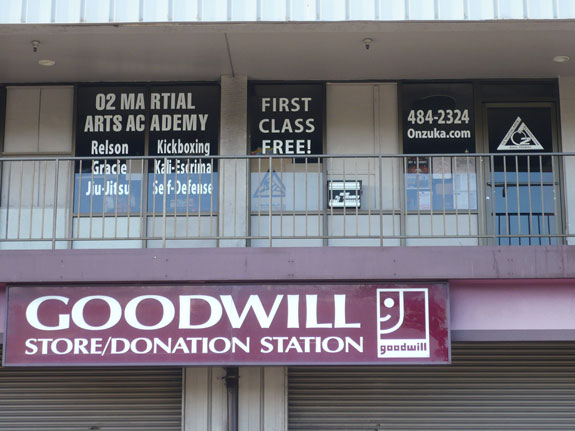 O2 MARTIAL
ARTS ACADEMY
Relson
Gracie
Jiu-Jitsu
Kickboxing
Kali-Escrima
Self-Defense
FIRST
CLASS
FREE!
484-2324
Onzuka.com
O2
GOODWILL
STORE/DONATION STATION
goodwill